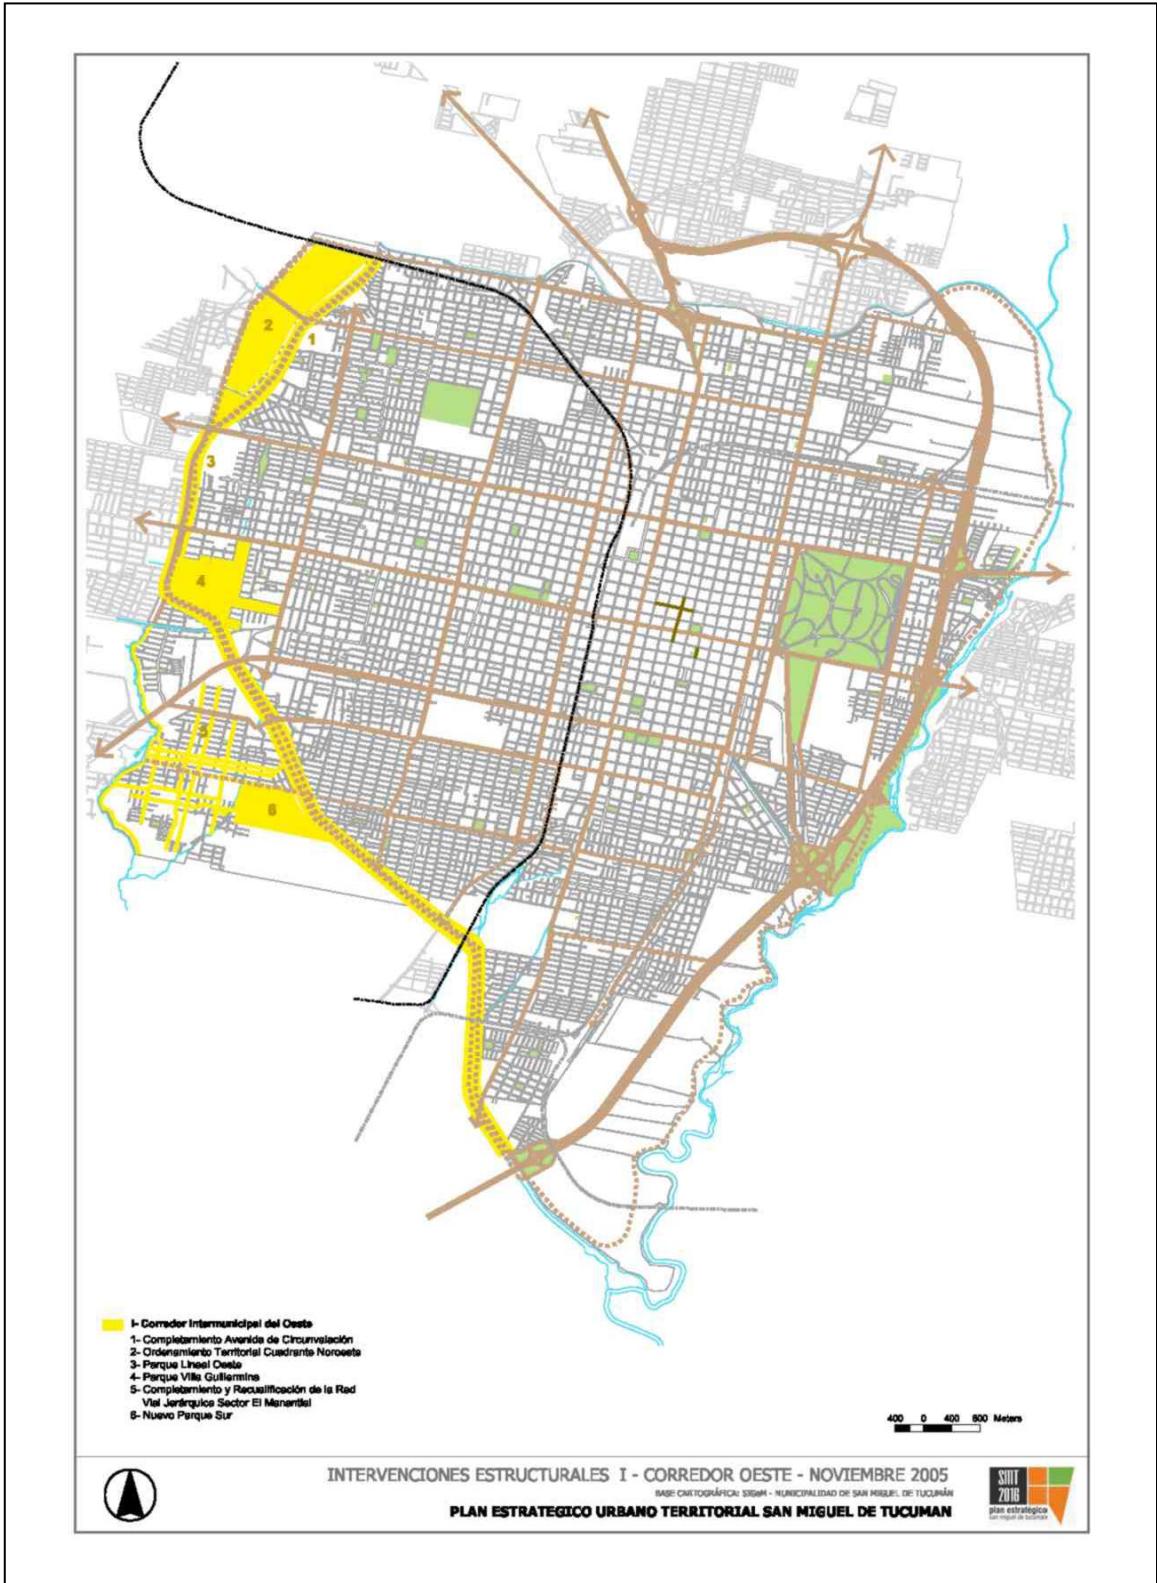 2
1
3
4
5
6
I- Corredor Intermunicipal del Oeste
1- Completamiento Avenida de Circunvalación
2- Ordenamiento Territorial Cuadrante Noroeste
3- Parque Lineal Oeste
4- Parque Villa Guillermina
5- Completamiento y Recualificación de la Red
Vial Jerárquica Sector El Manantial
6- Nuevo Parque Sur
400 0 400 800 Meters
INTERVENCIONES ESTRUCTURALES I - CORREDOR OESTE - NOVIEMBRE 2005
BASE CARTOGRÁFICA: SIGeM - MUNICIPALIDAD DE SAN MIGUEL DE TUCUMÁN
PLAN ESTRATEGICO URBANO TERRITORIAL SAN MIGUEL DE TUCUMAN
SMT
2016
plan estratégico
san miguel de tucumán